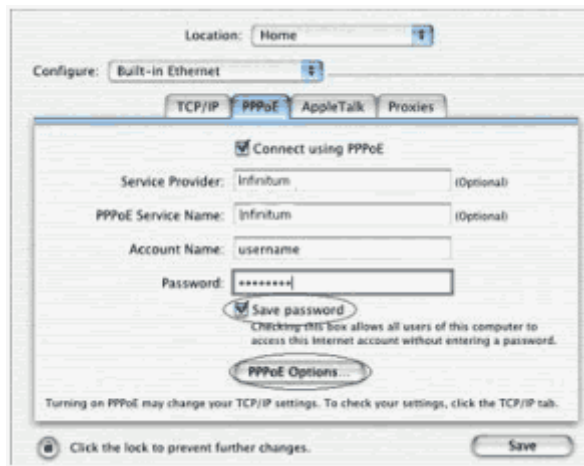 Location: Home
Configure: Built-in Ethernet
TCP/IP PPPoE AppleTalk Proxies
Connect using PPPoE
Service Provider: Infinitum (Optional)
PPPoE Service Name: Infinitum (Optional)
Account Name: username
Password: ••••••••
Save password
Checking this box allows all users of this computer to
access this Internet account without entering a password.
PPPoE Options...
Turning on PPPoE may change your TCP/IP settings. To check your settings, click the TCP/IP tab.
Click the lock to prevent further changes. Save